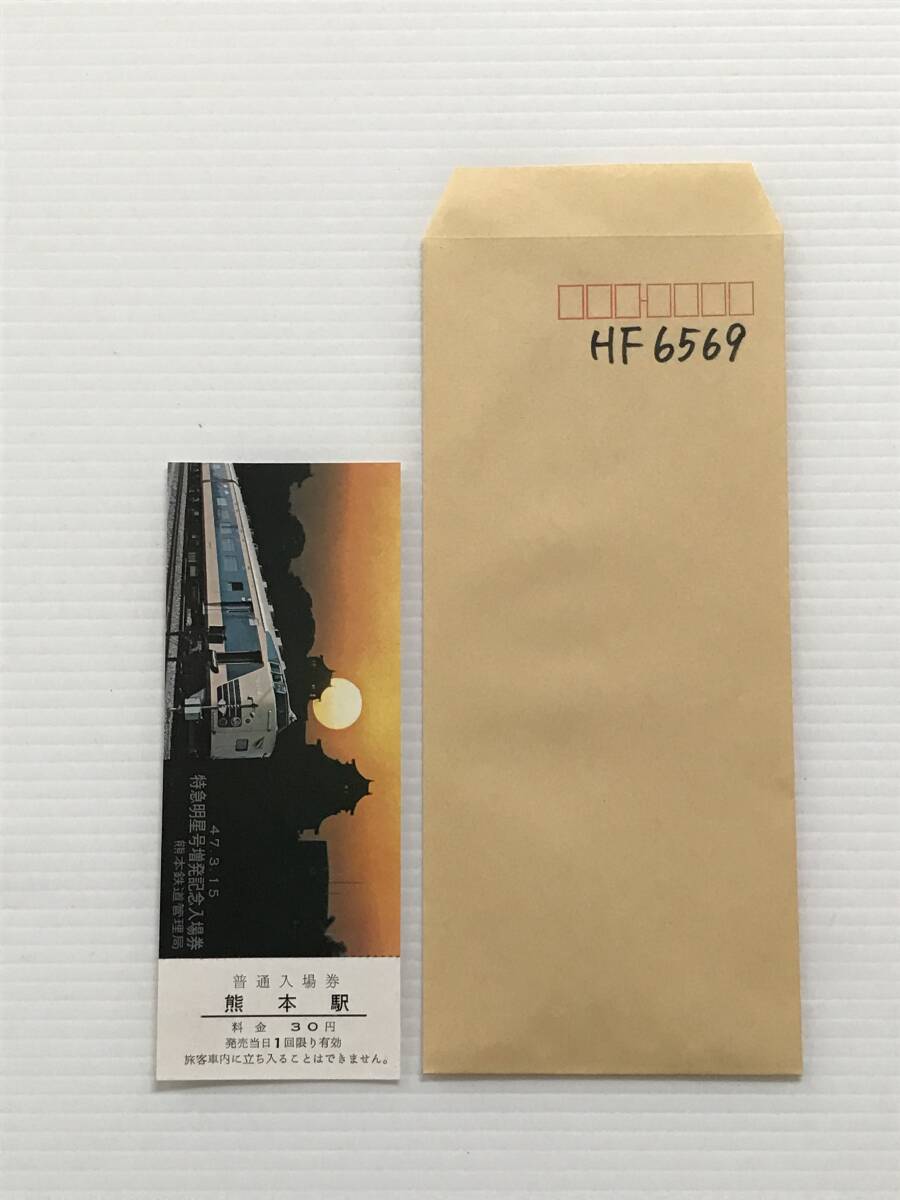 HF6569
47.3.15
特急明星号増発記念入場券
熊本鉄道管理局
普通入場券
熊本駅
料金 30円
発売当日1回限り有効
旅客車内に立ち入ることはできません。